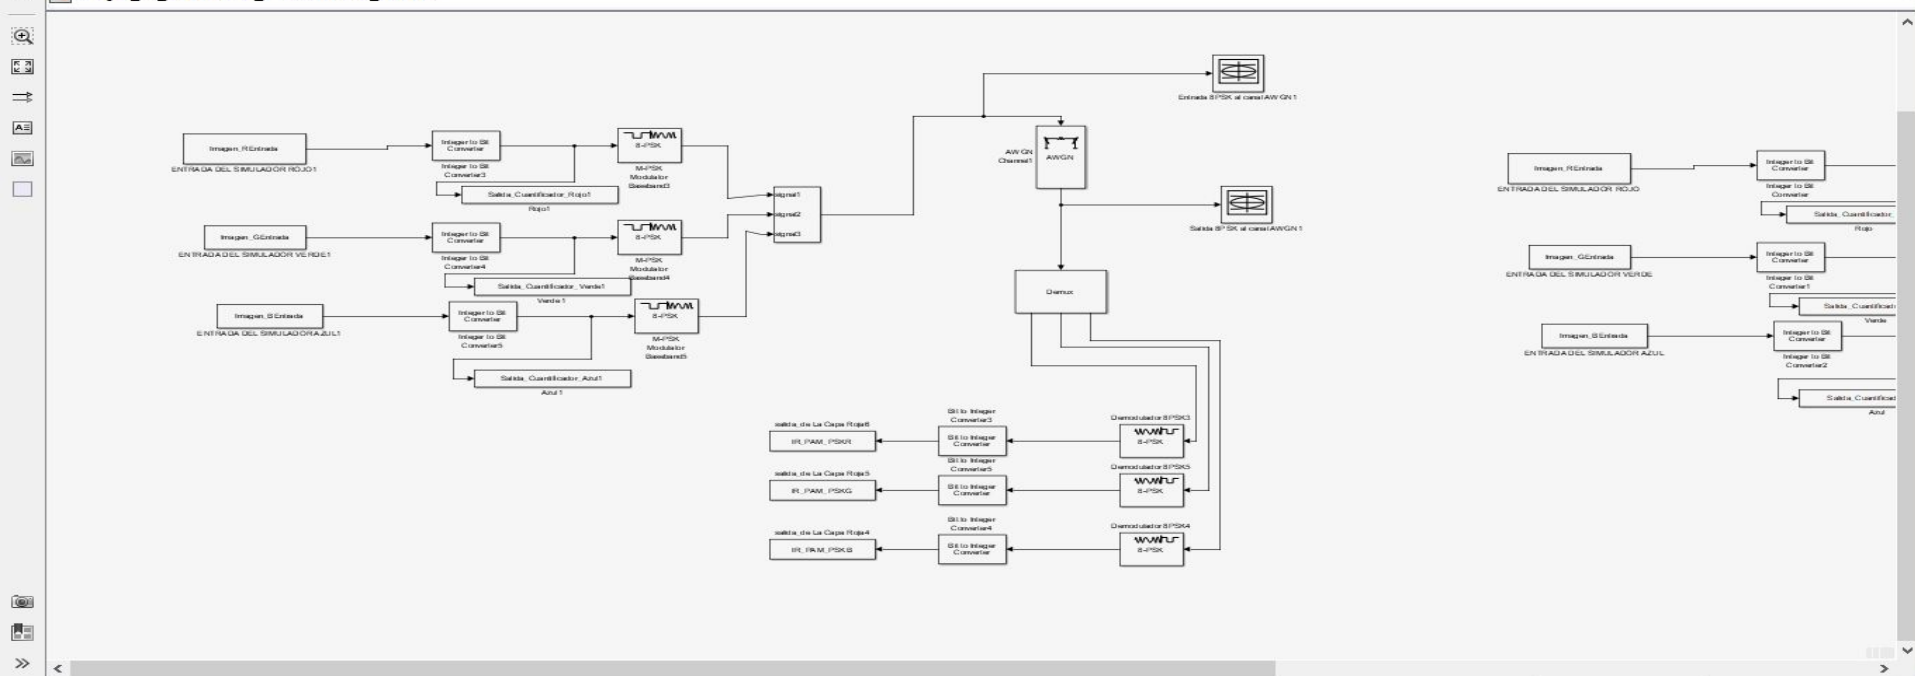 Entrada 8PSK al canal AWGN1
Imagen_REntrada
ENTRADA DEL SIMULADOR ROJO1
Integer to Bit
Converter
Integer to Bit
Converter3
8-PSK
M-PSK
Modulator
Baseband3
Salida_Cuantificador_Rojo1
Rojo1
AWGN
Channel1
AWGN
signal1
signal2
signal3
Salida 8PSK al canal AWGN1
Imagen_GEntrada
ENTRADA DEL SIMULADOR VERDE1
Integer to Bit
Converter
Integer to Bit
Converter4
8-PSK
M-PSK
Modulator
Baseband4
Salida_Cuantificador_Verde1
Verde1
Imagen_BEntrada
ENTRADA DEL SIMULADOR AZUL1
Integer to Bit
Converter
Integer to Bit
Converter5
8-PSK
M-PSK
Modulator
Baseband5
Salida_Cuantificador_Azul1
Azul1
Demux
salida_de La Capa Roja6
IR_PAM_PSKR
Bit to Integer
Converter3
Bit to Integer
Converter
Demodulador 8PSK3
8-PSK
salida_de La Capa Roja5
IR_PAM_PSKG
Bit to Integer
Converter5
Bit to Integer
Converter
Demodulador 8PSK5
8-PSK
salida_de La Capa Roja4
IR_PAM_PSKB
Bit to Integer
Converter4
Bit to Integer
Converter
Demodulador 8PSK4
8-PSK
Imagen_REntrada
ENTRADA DEL SIMULADOR ROJO
Integer to Bit
Converter
Integer to Bit
Converter
Salida_Cuantificador_
Rojo
Imagen_GEntrada
ENTRADA DEL SIMULADOR VERDE
Integer to Bit
Converter
Integer to Bit
Converter1
Salida_Cuantificad
Verde
Imagen_BEntrada
ENTRADA DEL SIMULADOR AZUL
Integer to Bit
Converter
Integer to Bit
Converter2
Salida_Cuantificad
Azul